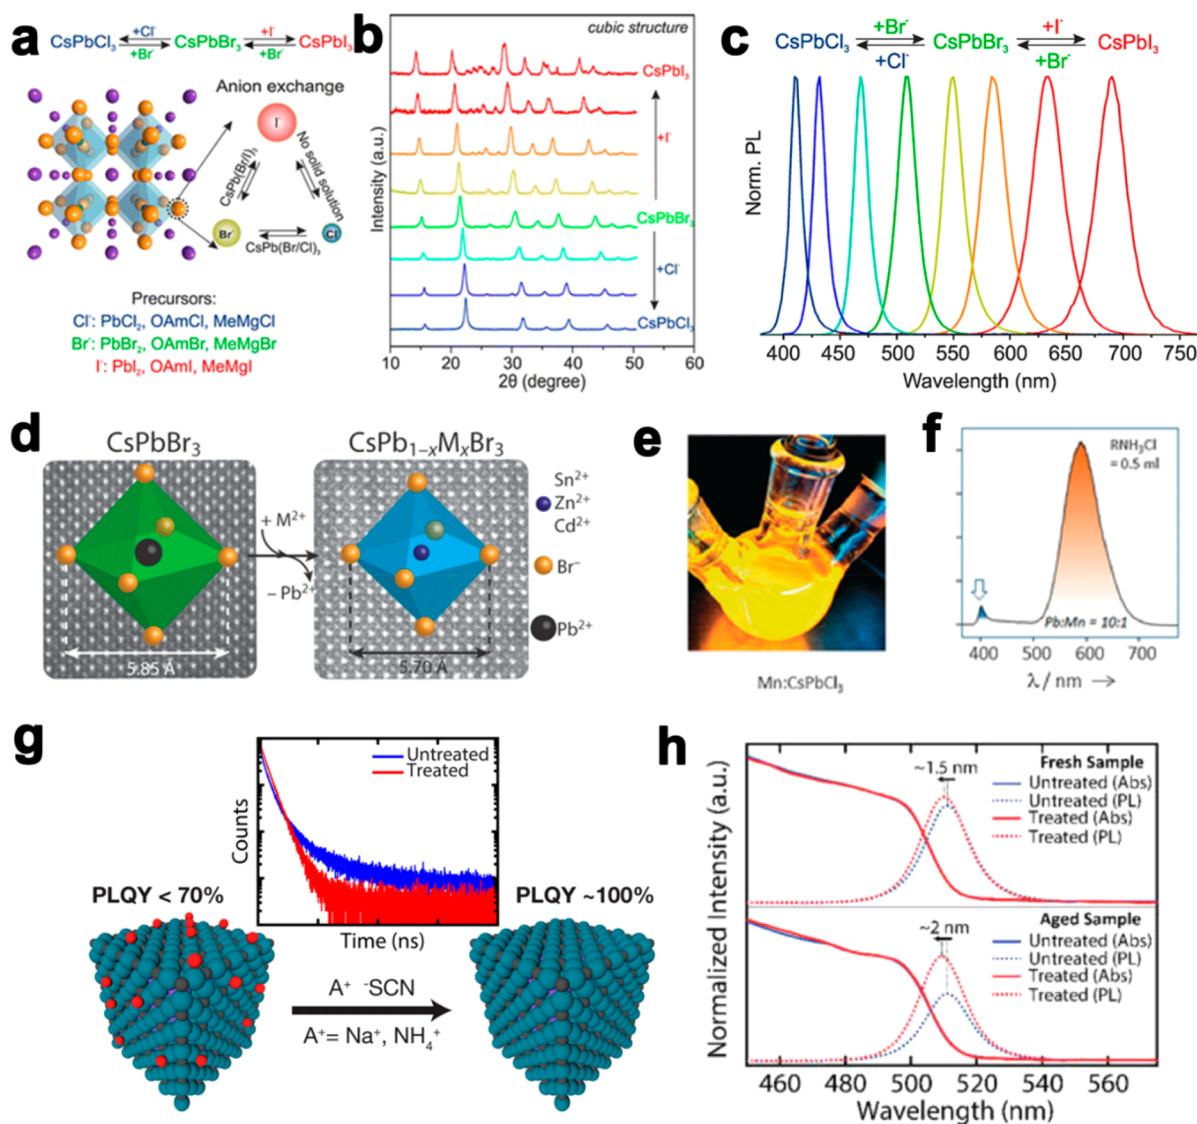 a
+Cl⁻ +I⁻
CsPbCl₃ CsPbBr₃ CsPbI₃
+Br⁻ +Br⁻
Anion exchange
I⁻
CsPb(Br/I)₃
No solid solution
Br⁻
Cl⁻
CsPb(Br/Cl)₃
Precursors:
Cl⁻: PbCl₂, OAmCl, MeMgCl
Br⁻: PbBr₂, OAmBr, MeMgBr
I⁻: PbI₂, OAmI, MeMgI
b
cubic structure
CsPbI₃
+I⁻
CsPbBr₃
+Cl⁻
CsPbCl₃
Intensity (a.u.)
10 20 30 40 50 60
2θ (degree)
c
+Br⁻ +I⁻
CsPbCl₃ CsPbBr₃ CsPbI₃
+Cl⁻ +Br⁻
Norm. PL
400 450 500 550 600 650 700 750
Wavelength (nm)
d
CsPbBr₃
CsPb₁₋ₓMₓBr₃
+ M²⁺
− Pb²⁺
Sn²⁺
Zn²⁺
Cd²⁺
Br⁻
Pb²⁺
5.85 Å
5.70 Å
e
Mn:CsPbCl₃
f
RNH₃Cl
= 0.5 ml
Pb:Mn = 10:1
400 500 600 700
λ / nm →
g
Untreated
Treated
Counts
Time (ns)
PLQY < 70%
PLQY ~100%
A⁺ ⁻SCN
A⁺= Na⁺, NH₄⁺
h
Fresh Sample
~1.5 nm
Untreated (Abs)
Untreated (PL)
Treated (Abs)
Treated (PL)
Aged Sample
~2 nm
Untreated (Abs)
Untreated (PL)
Treated (Abs)
Treated (PL)
Normalized Intensity (a.u.)
460 480 500 520 540 560
Wavelength (nm)